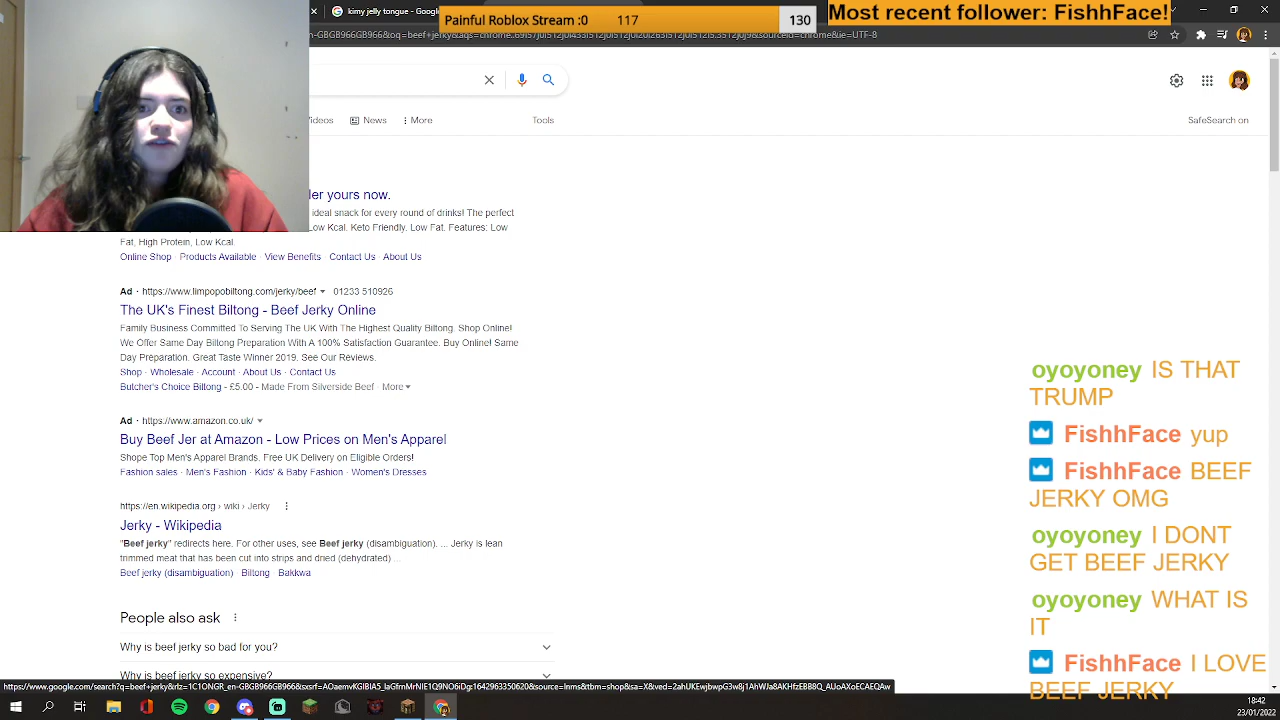 kimy jer - Goog
Painful Roblox Stream :0 117 130
Most recent follower: FishhFace!
Videos News More Tools
SafeSearch on
er yours now.
ideal snack for every round of drinks! The perfect
Low Kcal. Keto Friendly. Low Fat. Features: Low
Fat, High Protein, Low Kcal.
Online Shop · Products Available · View Benefits · Contact Us · About Us
Ad · https://www.limpopobiltong.com/jerky/beef 01233 510926
The UK's Finest Biltong - Beef Jerky Online
Family Business Committed To Serving The UK With The Highest Quality Biltong. Shop Online!
We Offer Same Day Biltong Preparation With A 100% Satisfaction Guarantee. Buy Online! Same
Day Preparation. Great Taste Winner 2019. See Our Reviews.
Shop · Wholesale · Account · About Us · Contact Us
Butcher's Choice Biltong - £5.00 - Made From Silverside Beef · More
Ad · https://www.amazon.co.uk/
Buy Beef Jer at Amazon - Low Prices on Men's Apparel
Shope Top Men's Apparel Brands, Free UK Delivery on Eligible Orders!
Fashion sales · Men's Fashion · Kids' & Baby Fashion · Women's Dresses
https://en.wikipedia.org › wiki › Jerky
Jerky - Wikipedia
"Beef jerky" redirects here. For other uses, see Beef jerky (disambiguation). ... Jerky is lean
trimmed meat that has been cut into strips and dried (dehydrated) ...
Beef jerky (disambiguation) · Biltong · Bakkwa
People also ask
Why is beef jerky so bad for you?
Why is beef jerky so expensive?
oyoyoney IS THAT
TRUMP
FishhFace yup
FishhFace BEEF
JERKY OMG
oyoyoney I DONT
GET BEEF JERKY
oyoyoney WHAT IS
IT
FishhFace I LOVE
BEEF JERKY
18:42
23/01/2022